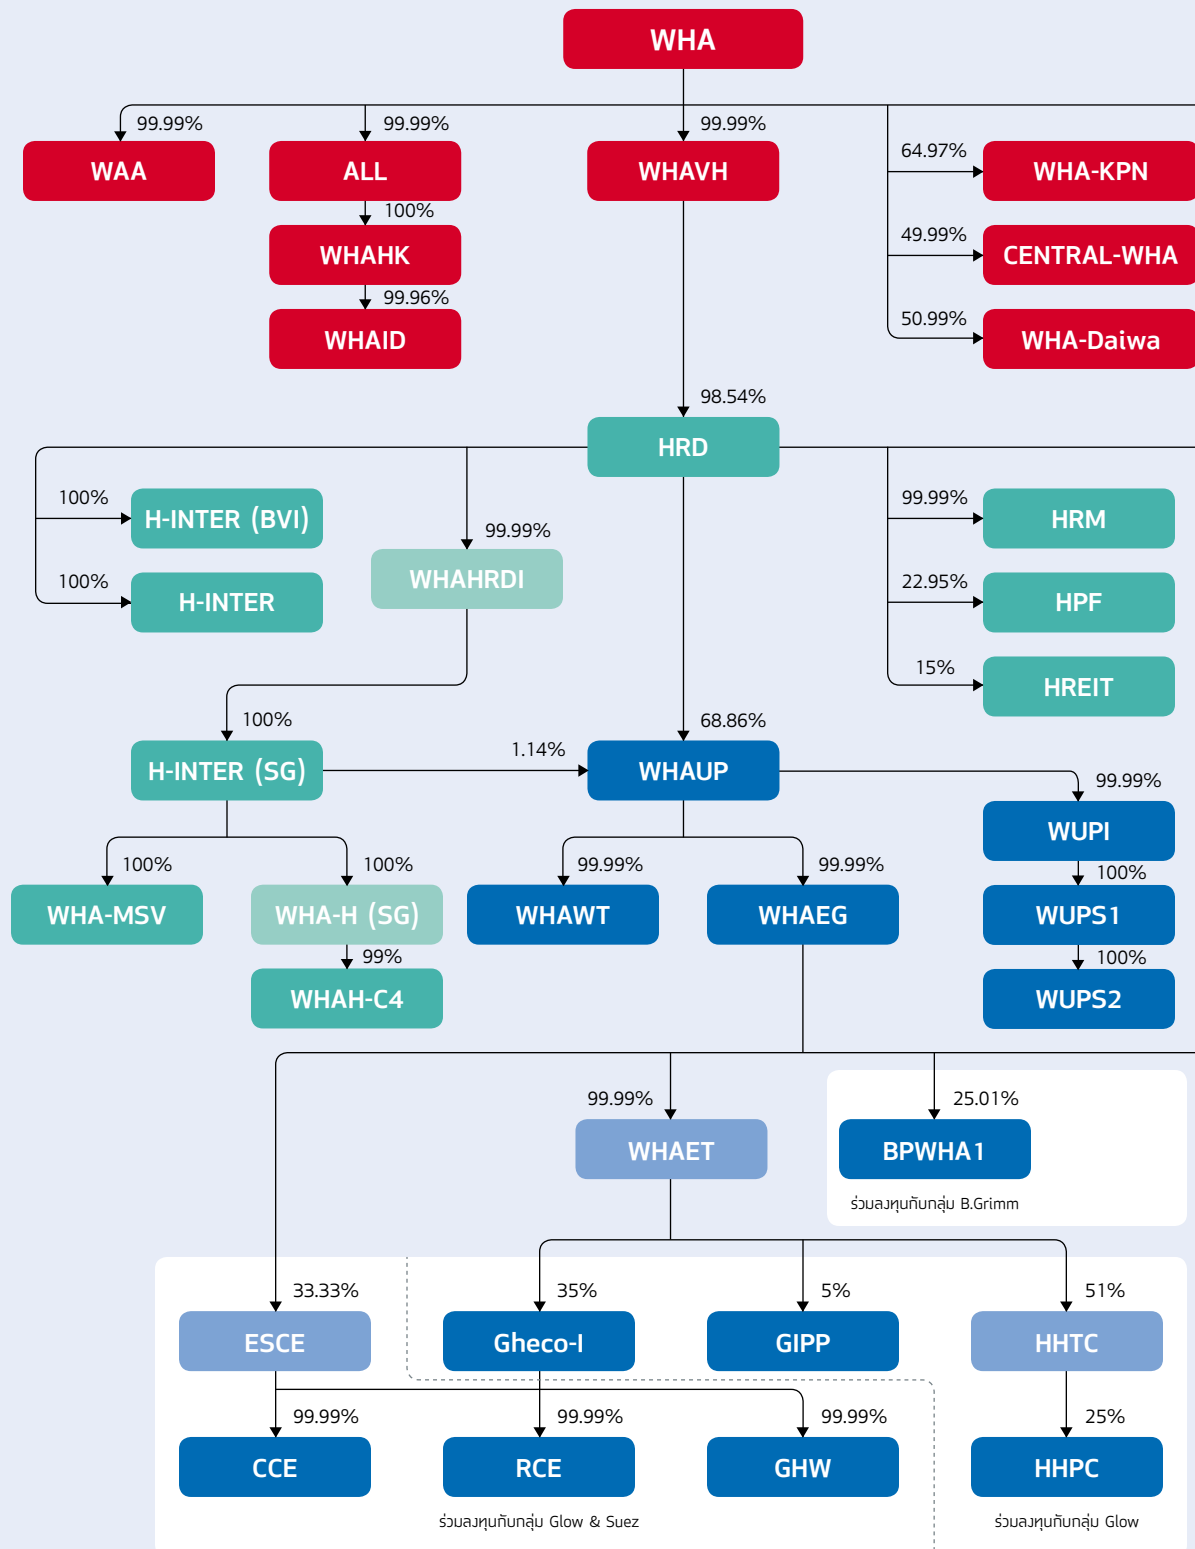 WHA
99.99%
99.99%
99.99%
WAA
ALL
WHAVH
64.97%
WHA-KPN
100%
WHAHK
49.99%
CENTRAL-WHA
99.96%
WHAID
50.99%
WHA-Daiwa
98.54%
HRD
100%
H-INTER (BVI)
99.99%
HRM
99.99%
WHAHRDI
100%
H-INTER
22.95%
HPF
15%
HREIT
100%
68.86%
H-INTER (SG)
1.14%
WHAUP
99.99%
WUPI
100%
100%
99.99%
99.99%
100%
WHA-MSV
WHA-H (SG)
WHAWT
WHAEG
WUPS1
99%
100%
WHAH-C4
WUPS2
99.99%
25.01%
WHAET
BPWHA1
ร่วมลงทุนกับกลุ่ม B.Grimm
33.33%
35%
5%
51%
ESCE
Gheco-I
GIPP
HHTC
99.99%
99.99%
99.99%
25%
CCE
RCE
GHW
HHPC
ร่วมลงทุนกับกลุ่ม Glow & Suez
ร่วมลงทุนกับกลุ่ม Glow